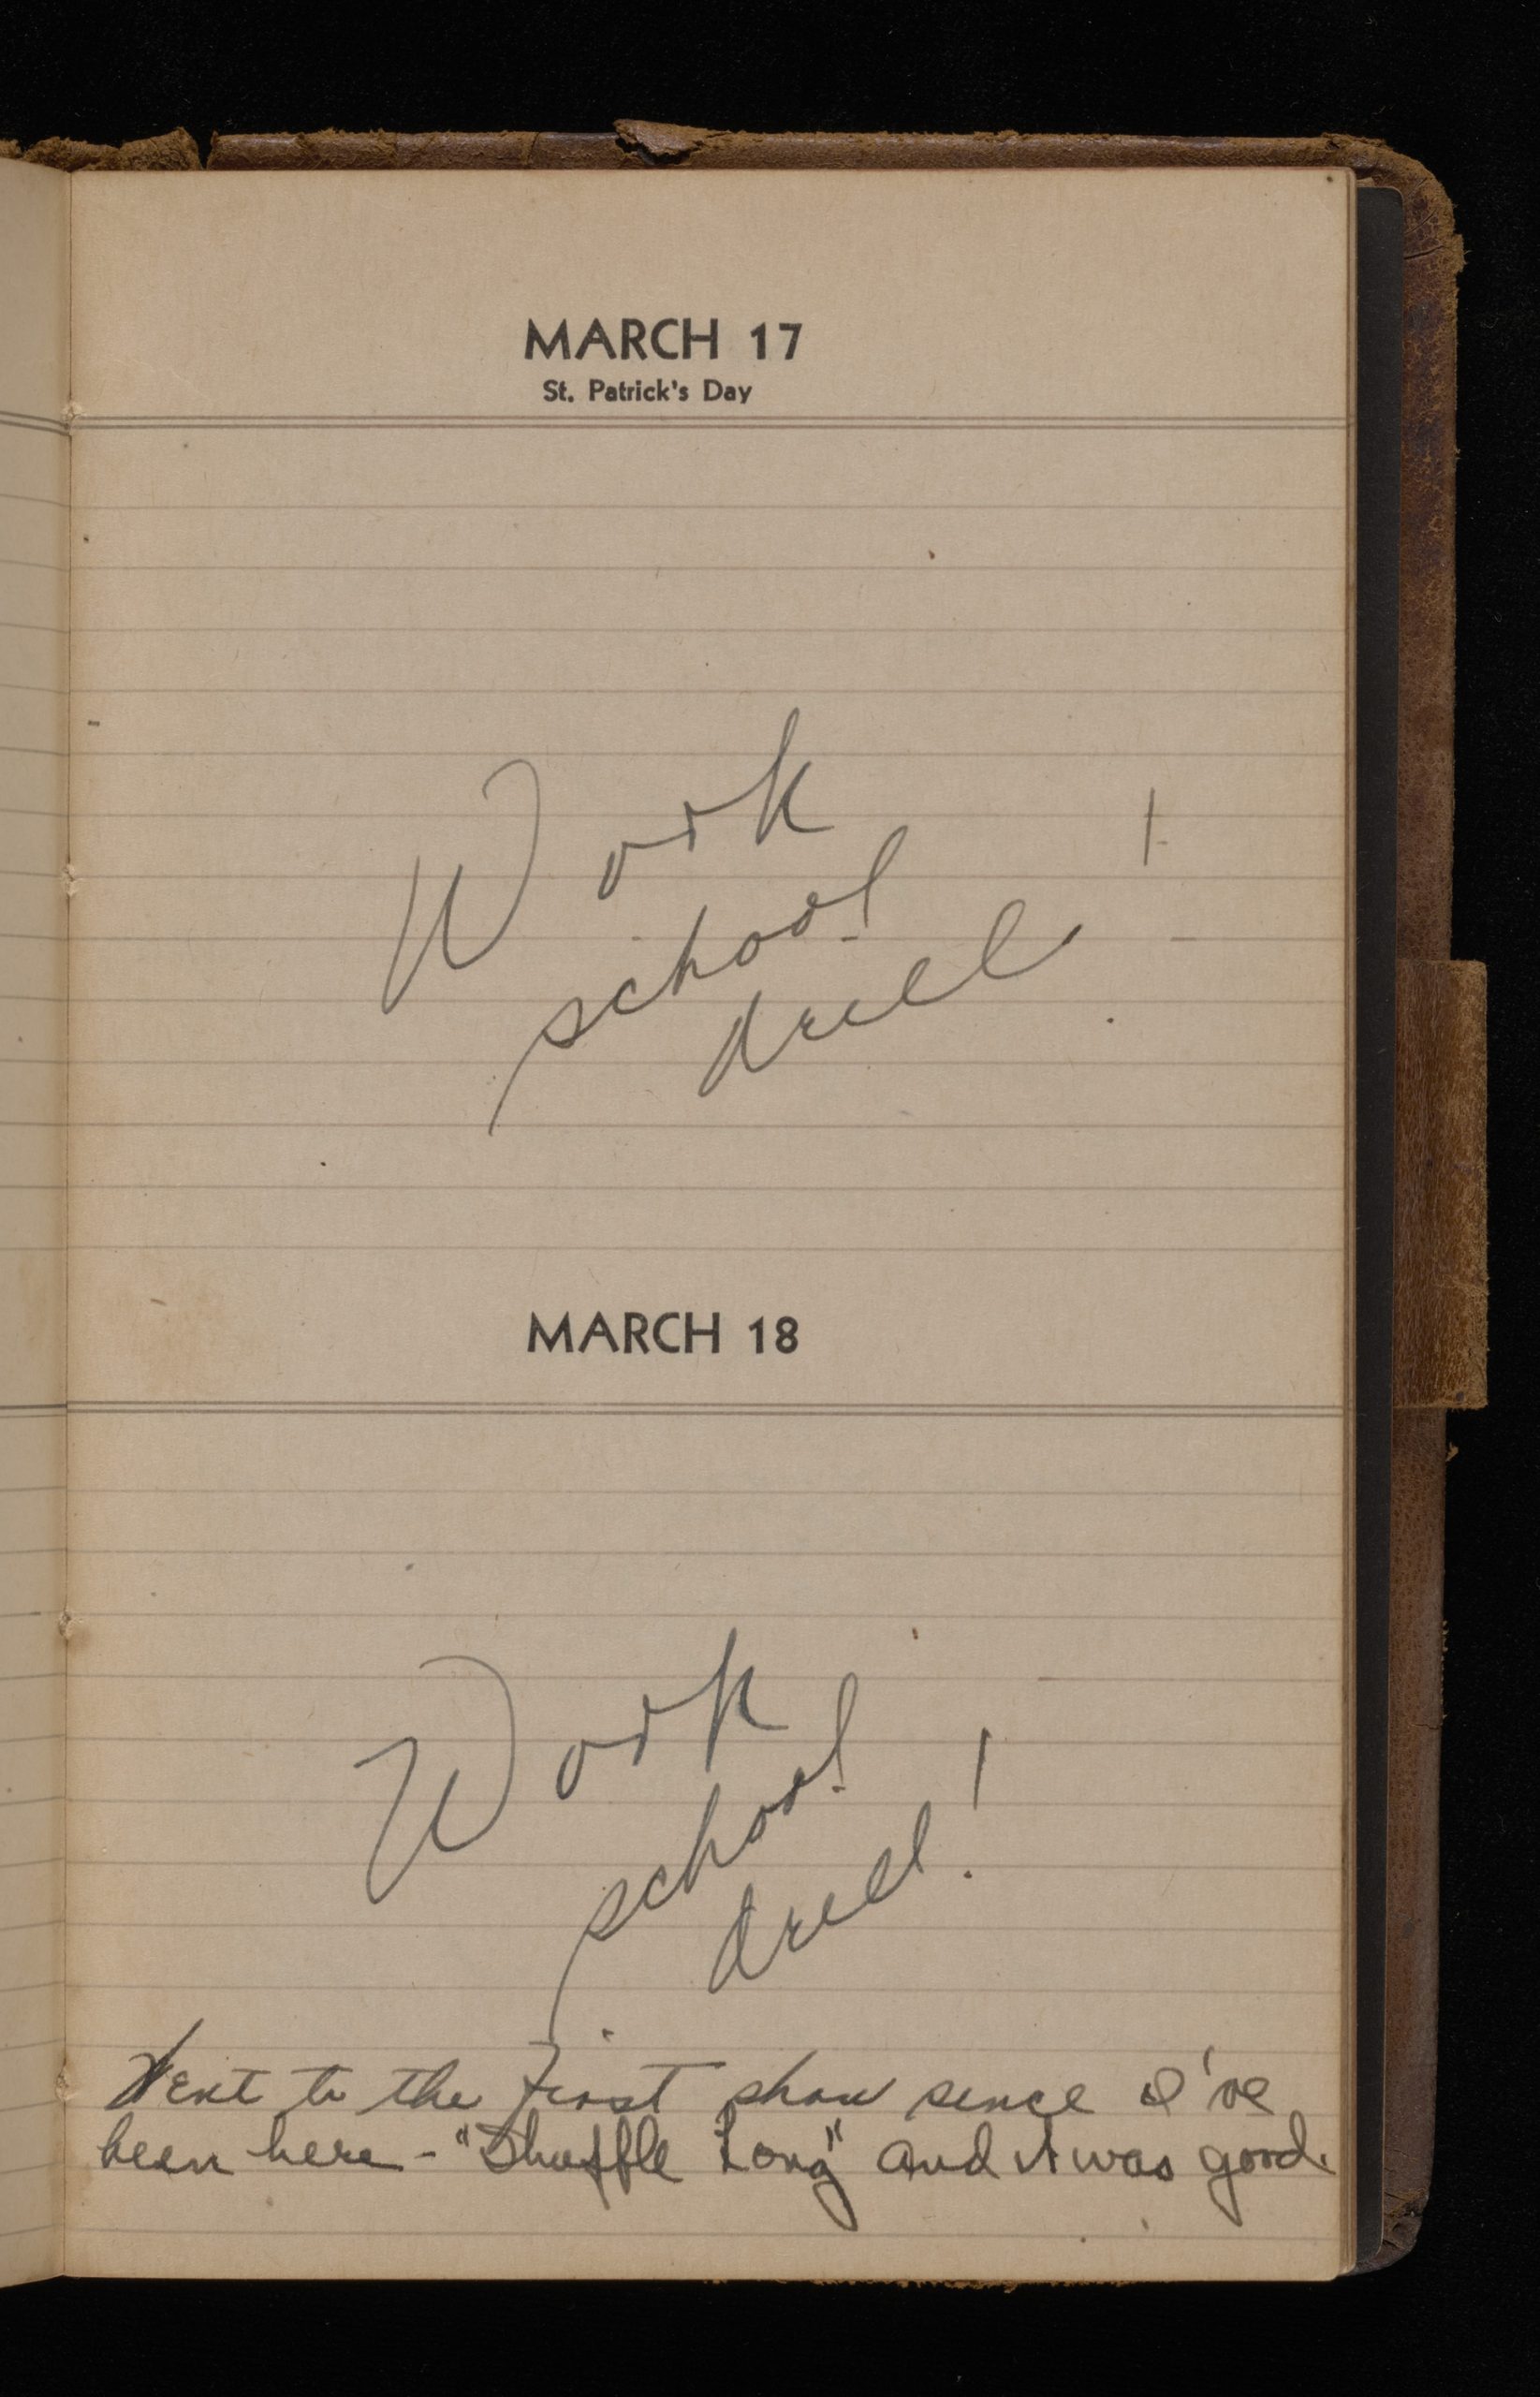 MARCH 17
St. Patrick's Day
Work
school
drill!
MARCH 18
Work
school
drill!
Went to the first show since I've
been here - "Shuffle Long" and it was good.